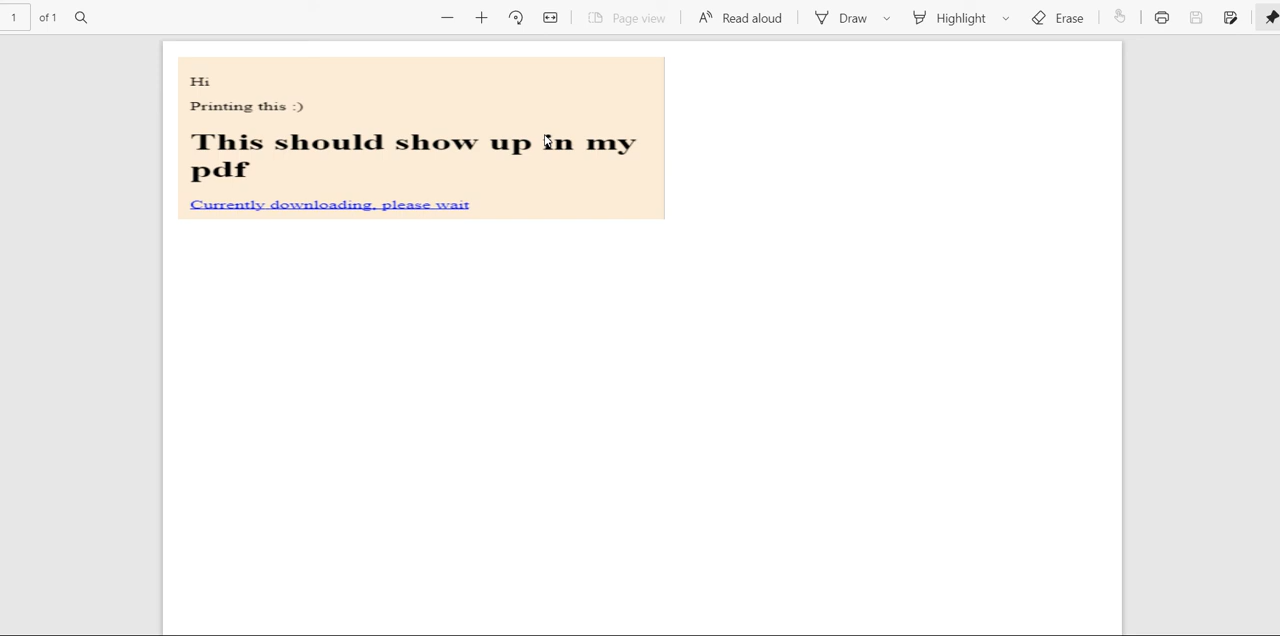 1 of 1 Page view Read aloud Draw Highlight Erase
Hi
Printing this :)
This should show up in my
pdf
Currently downloading, please wait